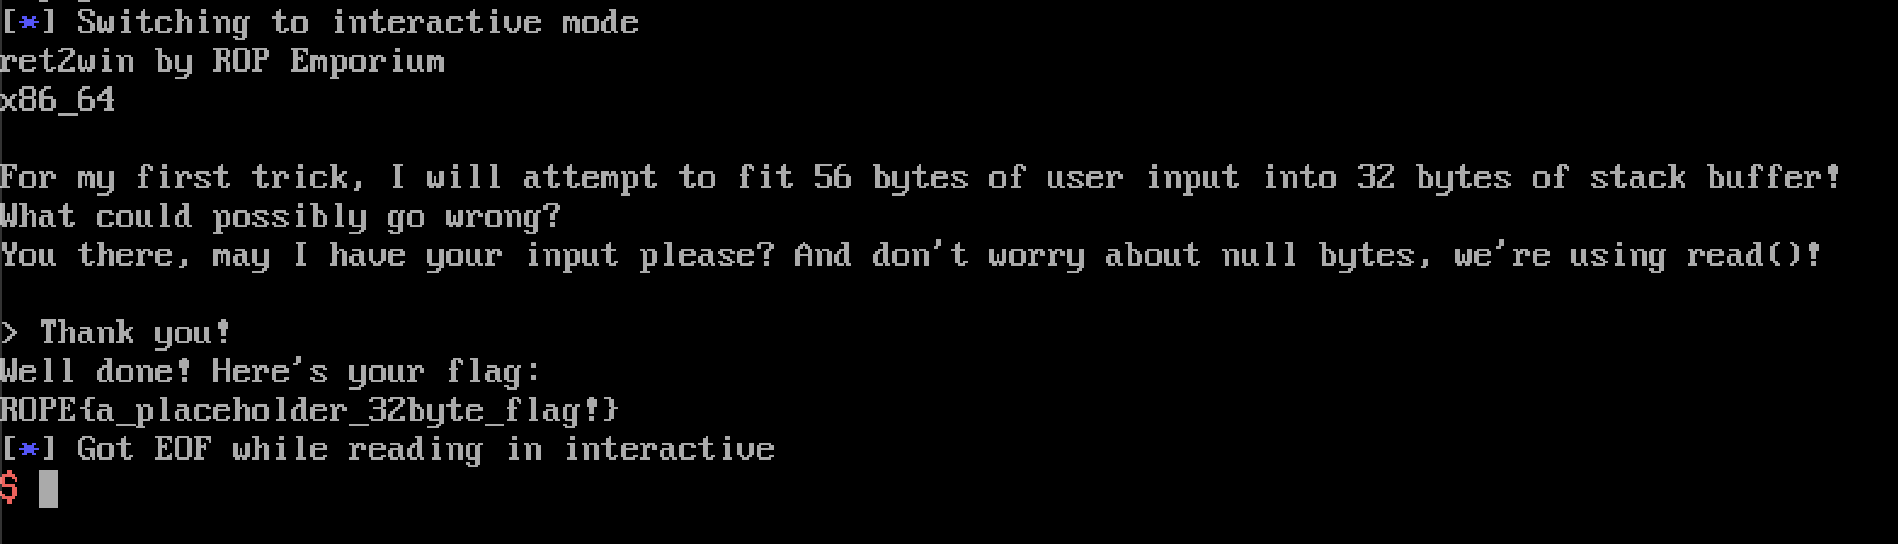 [*] Switching to interactive mode
ret2win by ROP Emporium
x86_64
For my first trick, I will attempt to fit 56 bytes of user input into 32 bytes of stack buffer!
What could possibly go wrong?
You there, may I have your input please? And don't worry about null bytes, we're using read()!
> Thank you!
Well done! Here's your flag:
ROPE{a_placeholder_32byte_flag!}
[*] Got EOF while reading in interactive
$